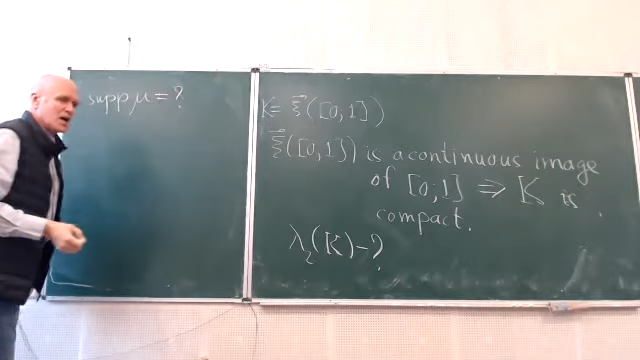 supp μ = ?
K = ξ⃗([0,1])
ξ⃗([0,1]) is a continuous image
of [0,1] ⇒ K is
compact.
λ₂(K) - ?